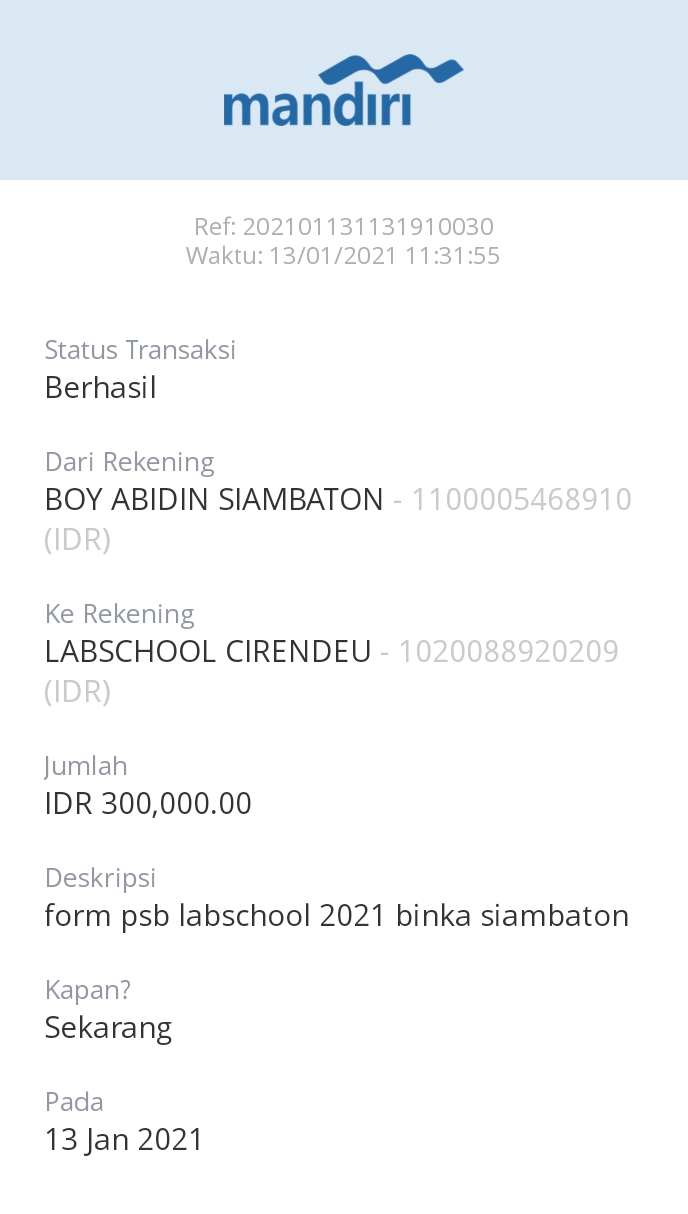 mandiri
Ref: 202101131131910030
Waktu: 13/01/2021 11:31:55
Status Transaksi
Berhasil
Dari Rekening
BOY ABIDIN SIAMBATON - 1100005468910
(IDR)
Ke Rekening
LABSCHOOL CIRENDEU - 1020088920209
(IDR)
Jumlah
IDR 300,000.00
Deskripsi
form psb labschool 2021 binka siambaton
Kapan?
Sekarang
Pada
13 Jan 2021